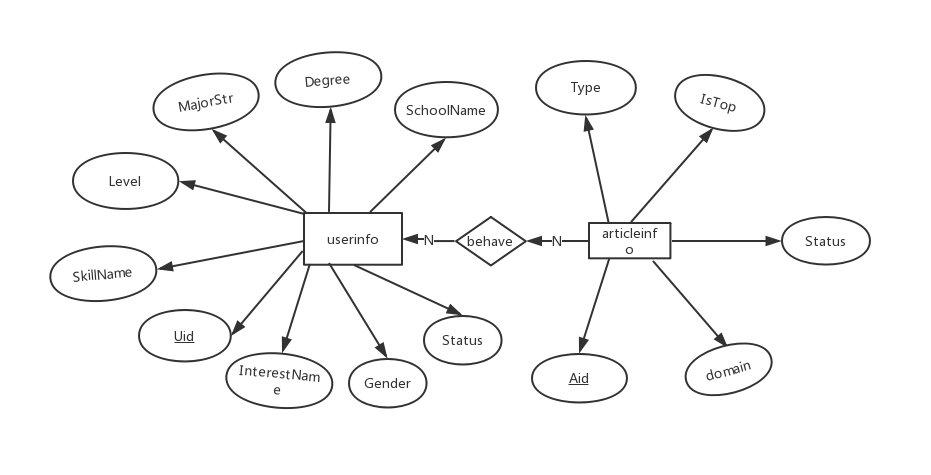 Degree
Type
MajorStr
IsTop
SchoolName
Level
userinfo
N
behave
N
articleinf
o
Status
SkillName
Uid
Status
InterestNam
e
Gender
Aid
domain